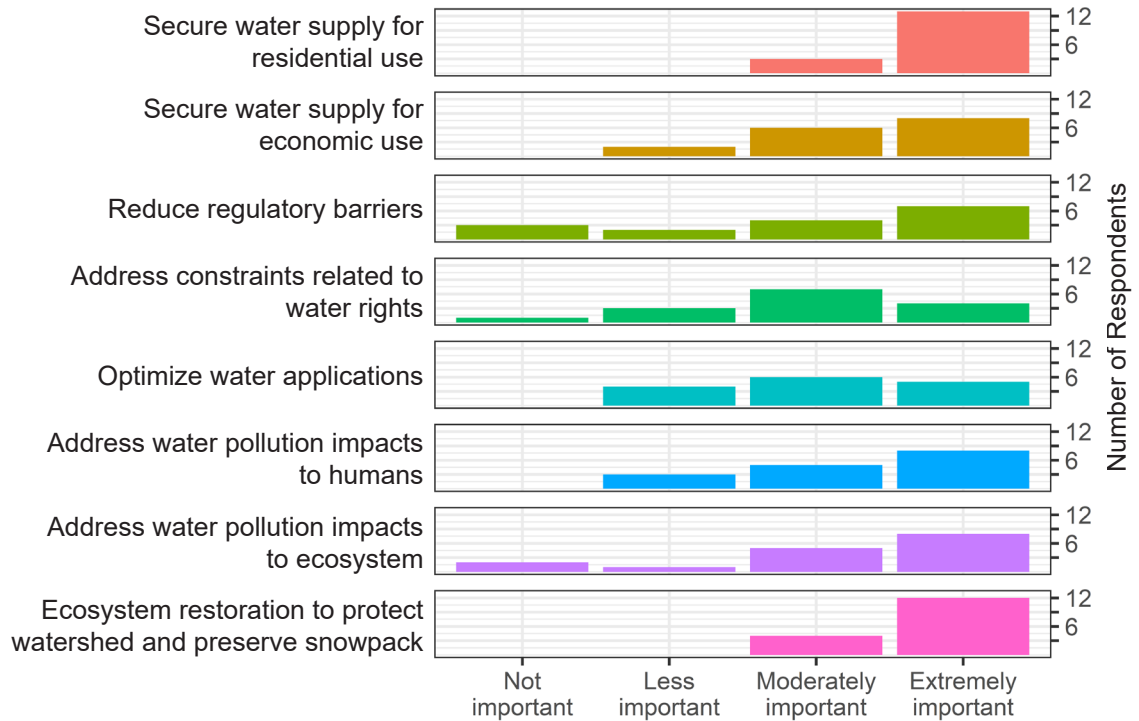 Secure water supply for
residential use
12
6
Secure water supply for
economic use
12
6
Reduce regulatory barriers
12
6
Address constraints related to
water rights
12
6
Optimize water applications
12
6
Address water pollution impacts
to humans
12
6
Address water pollution impacts
to ecosystem
12
6
Ecosystem restoration to protect
watershed and preserve snowpack
12
6
Number of Respondents
Not
important
Less
important
Moderately
important
Extremely
important